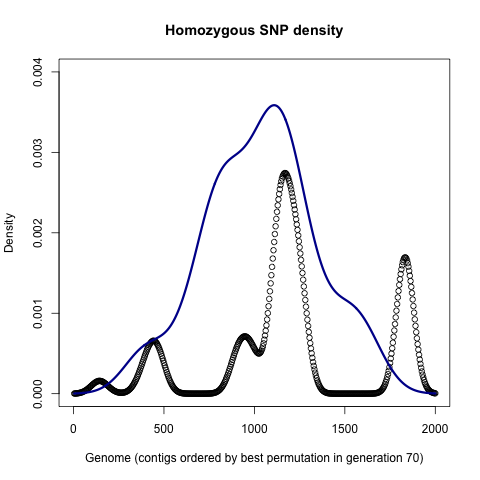 Homozygous SNP density
Density
0.004
0.003
0.002
0.001
0.000
0 500 1000 1500 2000
Genome (contigs ordered by best permutation in generation 70)